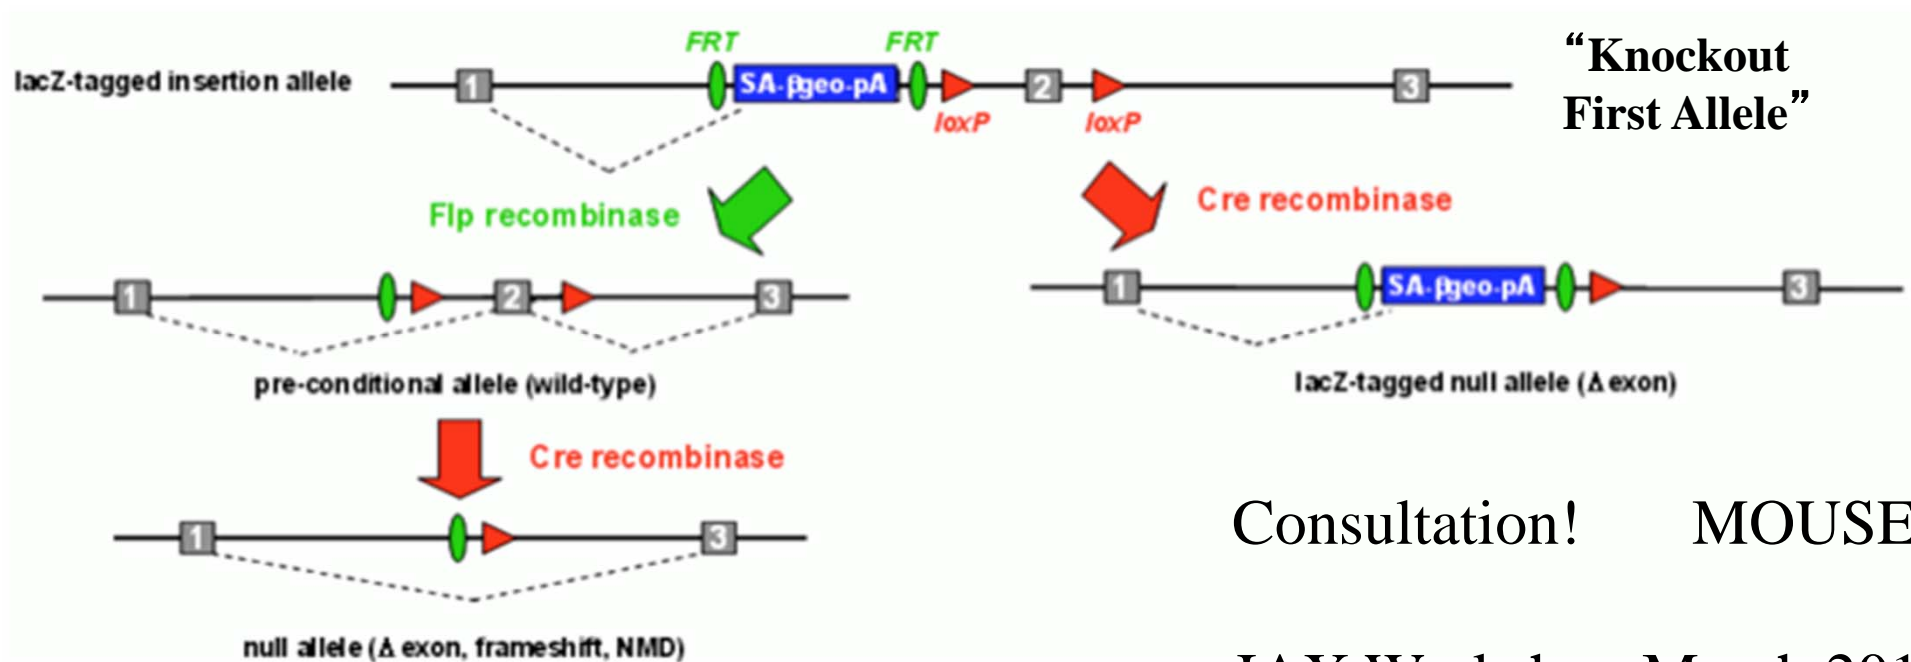 FRT FRT
lacZ-tagged insertion allele 1 SA-βgeo-pA 2 3
loxP loxP
“Knockout
First Allele”
Flp recombinase
Cre recombinase
1 2 3
pre-conditional allele (wild-type)
1 SA-βgeo-pA 3
lacZ-tagged null allele (Δ exon)
Cre recombinase
1 3
null allele (Δ exon, frameshift, NMD)
Consultation! MOUSE